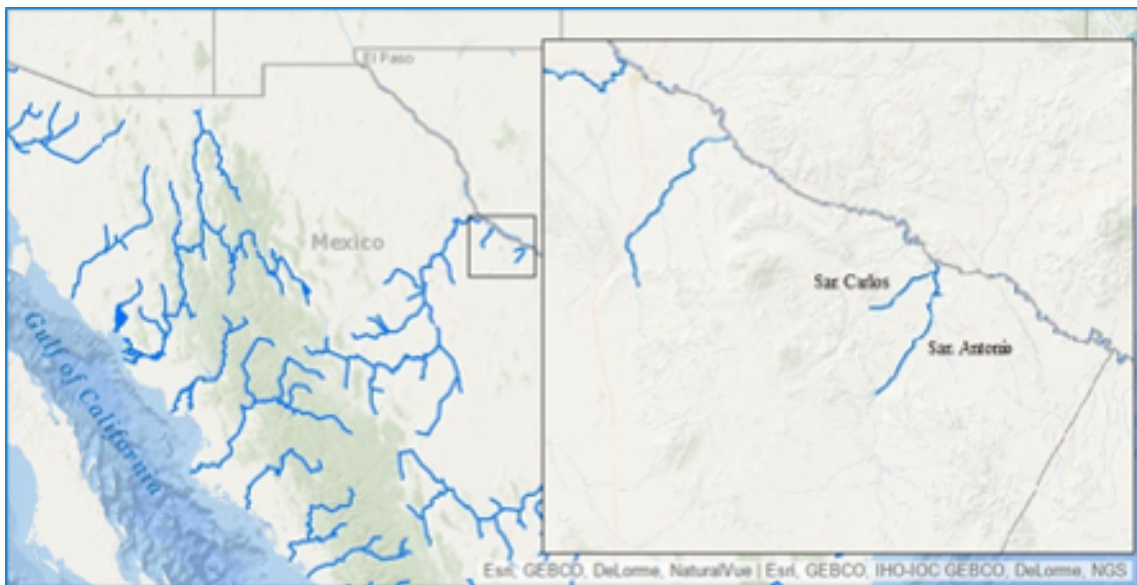 El Paso
Mexico
San Carlos
San Antonio
Gulf of California
Esri, GEBCO, DeLorme, NaturalVue | Esri, GEBCO, IHO-IOC GEBCO, DeLorme, NGS